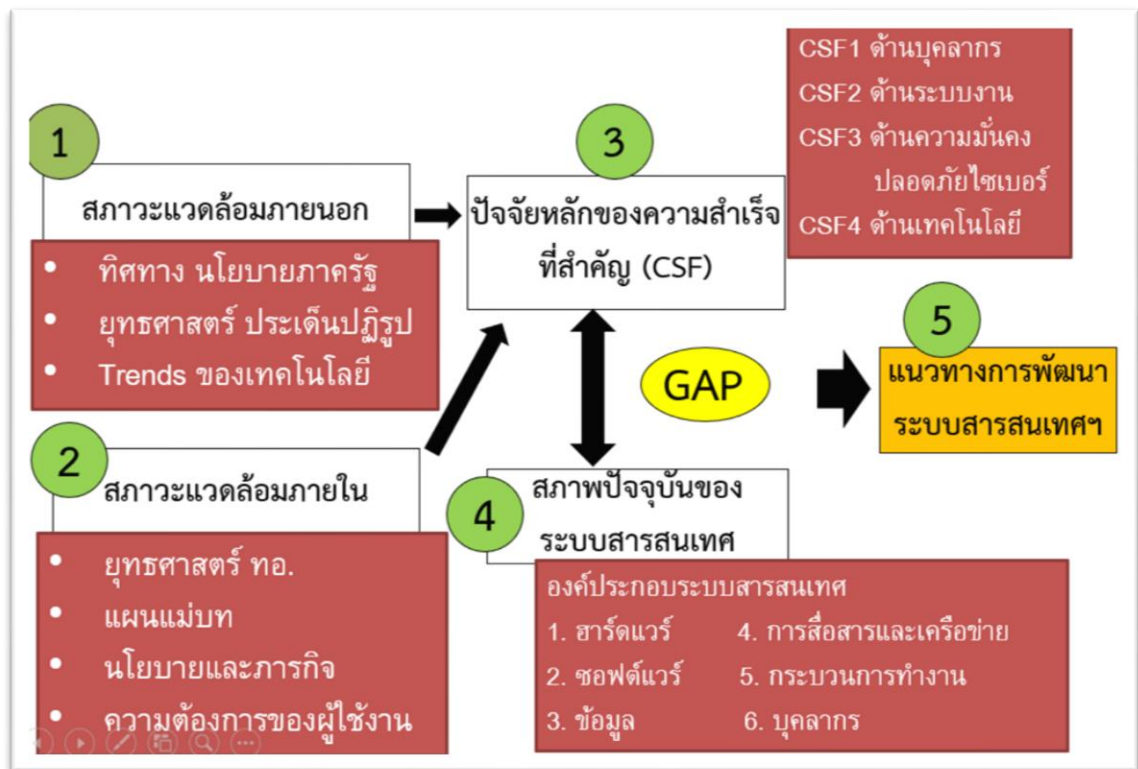 1
สภาวะแวดล้อมภายนอก
• ทิศทาง นโยบายภาครัฐ
• ยุทธศาสตร์ ประเด็นปฏิรูป
• Trends ของเทคโนโลยี
2
สภาวะแวดล้อมภายใน
• ยุทธศาสตร์ ทอ.
• แผนแม่บท
• นโยบายและภารกิจ
• ความต้องการของผู้ใช้งาน
3
ปัจจัยหลักของความสำเร็จ
ที่สำคัญ (CSF)
CSF1 ด้านบุคลากร
CSF2 ด้านระบบงาน
CSF3 ด้านความมั่นคง
ปลอดภัยไซเบอร์
CSF4 ด้านเทคโนโลยี
GAP
4
สภาพปัจจุบันของ
ระบบสารสนเทศ
องค์ประกอบระบบสารสนเทศ
1. ฮาร์ดแวร์ 4. การสื่อสารและเครือข่าย
2. ซอฟต์แวร์ 5. กระบวนการทำงาน
3. ข้อมูล 6. บุคลากร
5
แนวทางการพัฒนา
ระบบสารสนเทศฯ